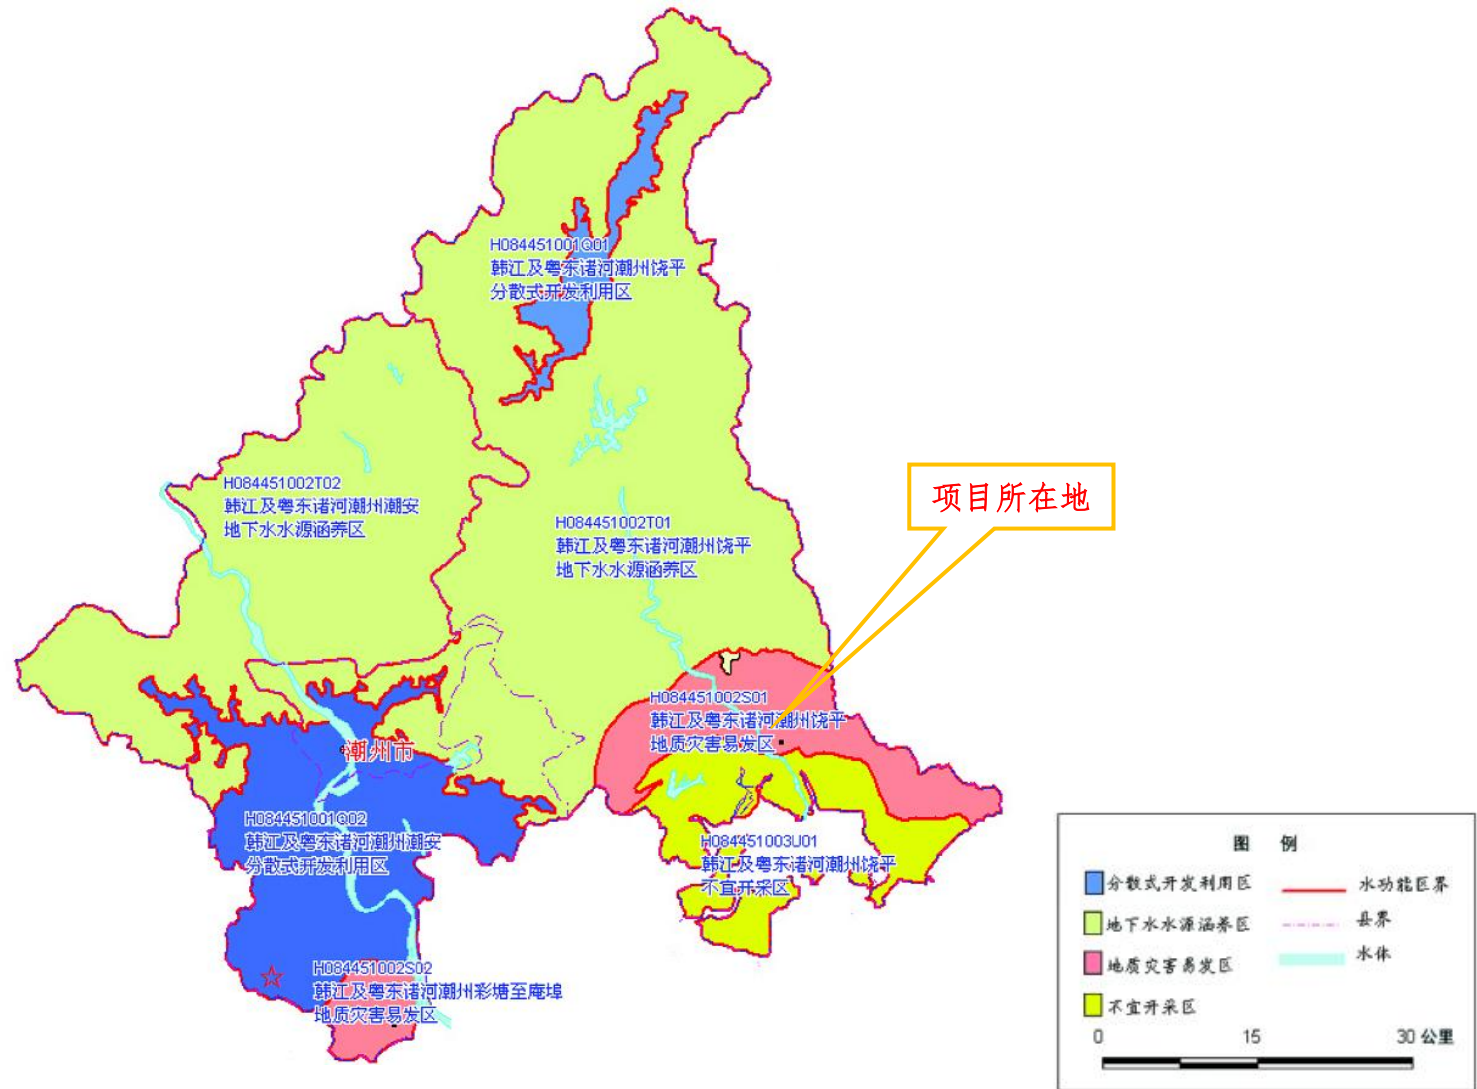 H084451001Q01
韩江及粤东诸河潮州饶平
分散式开发利用区
H084451002T02
韩江及粤东诸河潮州潮安
地下水水源涵养区
H084451002T01
韩江及粤东诸河潮州饶平
地下水水源涵养区
项目所在地
H084451002S01
韩江及粤东诸河潮州饶平
地质灾害易发区
潮州市
H084451001Q02
韩江及粤东诸河潮州潮安
分散式开发利用区
H084451003U01
韩江及粤东诸河潮州饶平
不宜开采区
H084451002S02
韩江及粤东诸河潮州彩塘至庵埠
地质灾害易发区
图 例
分散式开发利用区
水功能区界
地下水水源涵养区
县界
地质灾害易发区
水体
不宜开采区
0 15 30 公里